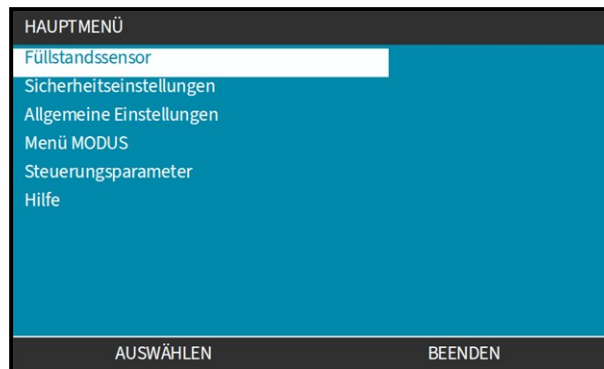 HAUPTMENÜ
Füllstandssensor
Sicherheitseinstellungen
Allgemeine Einstellungen
Menü MODUS
Steuerungsparameter
Hilfe
AUSWÄHLEN BEENDEN